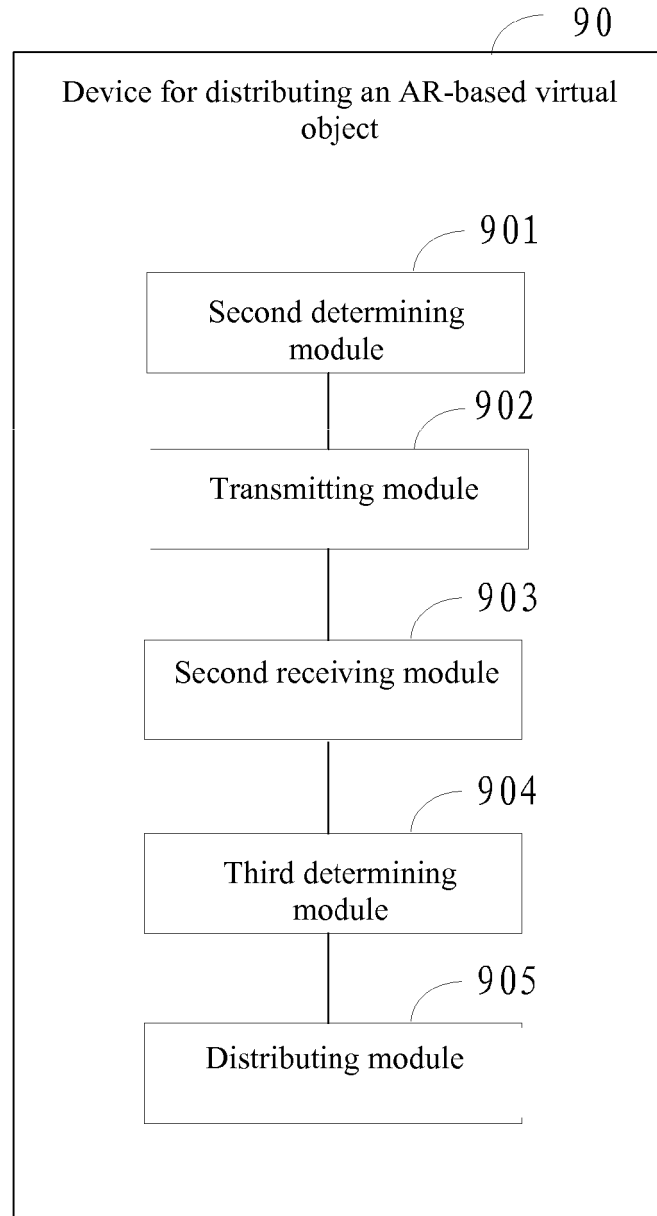 90
Device for distributing an AR-based virtual
object
901
Second determining
module
902
Transmitting module
903
Second receiving module
904
Third determining
module
905
Distributing module